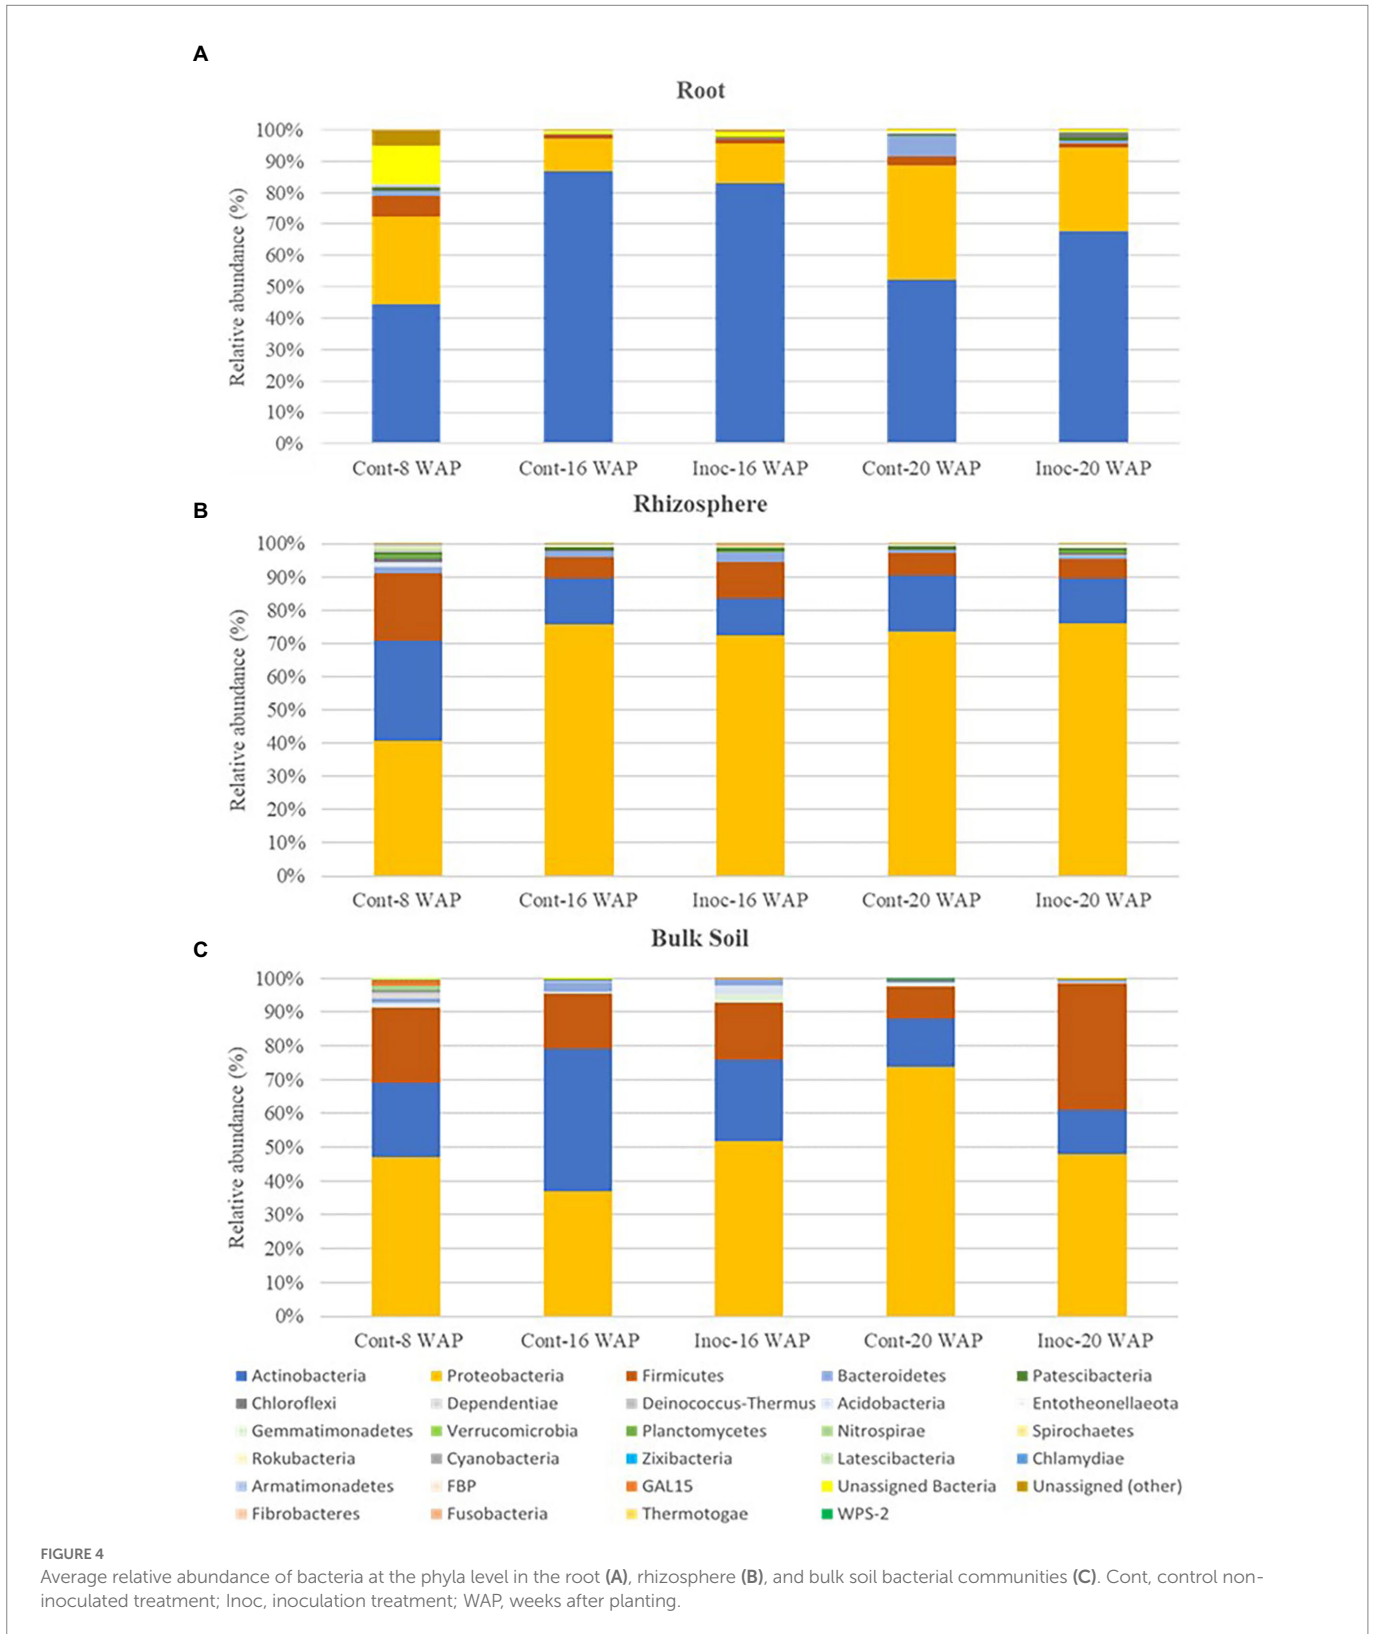 A
Root
Relative abundance (%)
100%
90%
80%
70%
60%
50%
40%
30%
20%
10%
0%
Cont-8 WAP Cont-16 WAP Inoc-16 WAP Cont-20 WAP Inoc-20 WAP
B
Rhizosphere
Relative abundance (%)
100%
90%
80%
70%
60%
50%
40%
30%
20%
10%
0%
Cont-8 WAP Cont-16 WAP Inoc-16 WAP Cont-20 WAP Inoc-20 WAP
C
Bulk Soil
Relative abundance (%)
100%
90%
80%
70%
60%
50%
40%
30%
20%
10%
0%
Cont-8 WAP Cont-16 WAP Inoc-16 WAP Cont-20 WAP Inoc-20 WAP
Actinobacteria Proteobacteria Firmicutes Bacteroidetes Patescibacteria
Chloroflexi Dependentiae Deinococcus-Thermus Acidobacteria Entotheonellaeota
Gemmatimonadetes Verrucomicrobia Planctomycetes Nitrospirae Spirochaetes
Rokubacteria Cyanobacteria Zixibacteria Latescibacteria Chlamydiae
Armatimonadetes FBP GAL15 Unassigned Bacteria Unassigned (other)
Fibrobacteres Fusobacteria Thermotogae WPS-2
FIGURE 4
Average relative abundance of bacteria at the phyla level in the root (A), rhizosphere (B), and bulk soil bacterial communities (C). Cont, control non-
inoculated treatment; Inoc, inoculation treatment; WAP, weeks after planting.